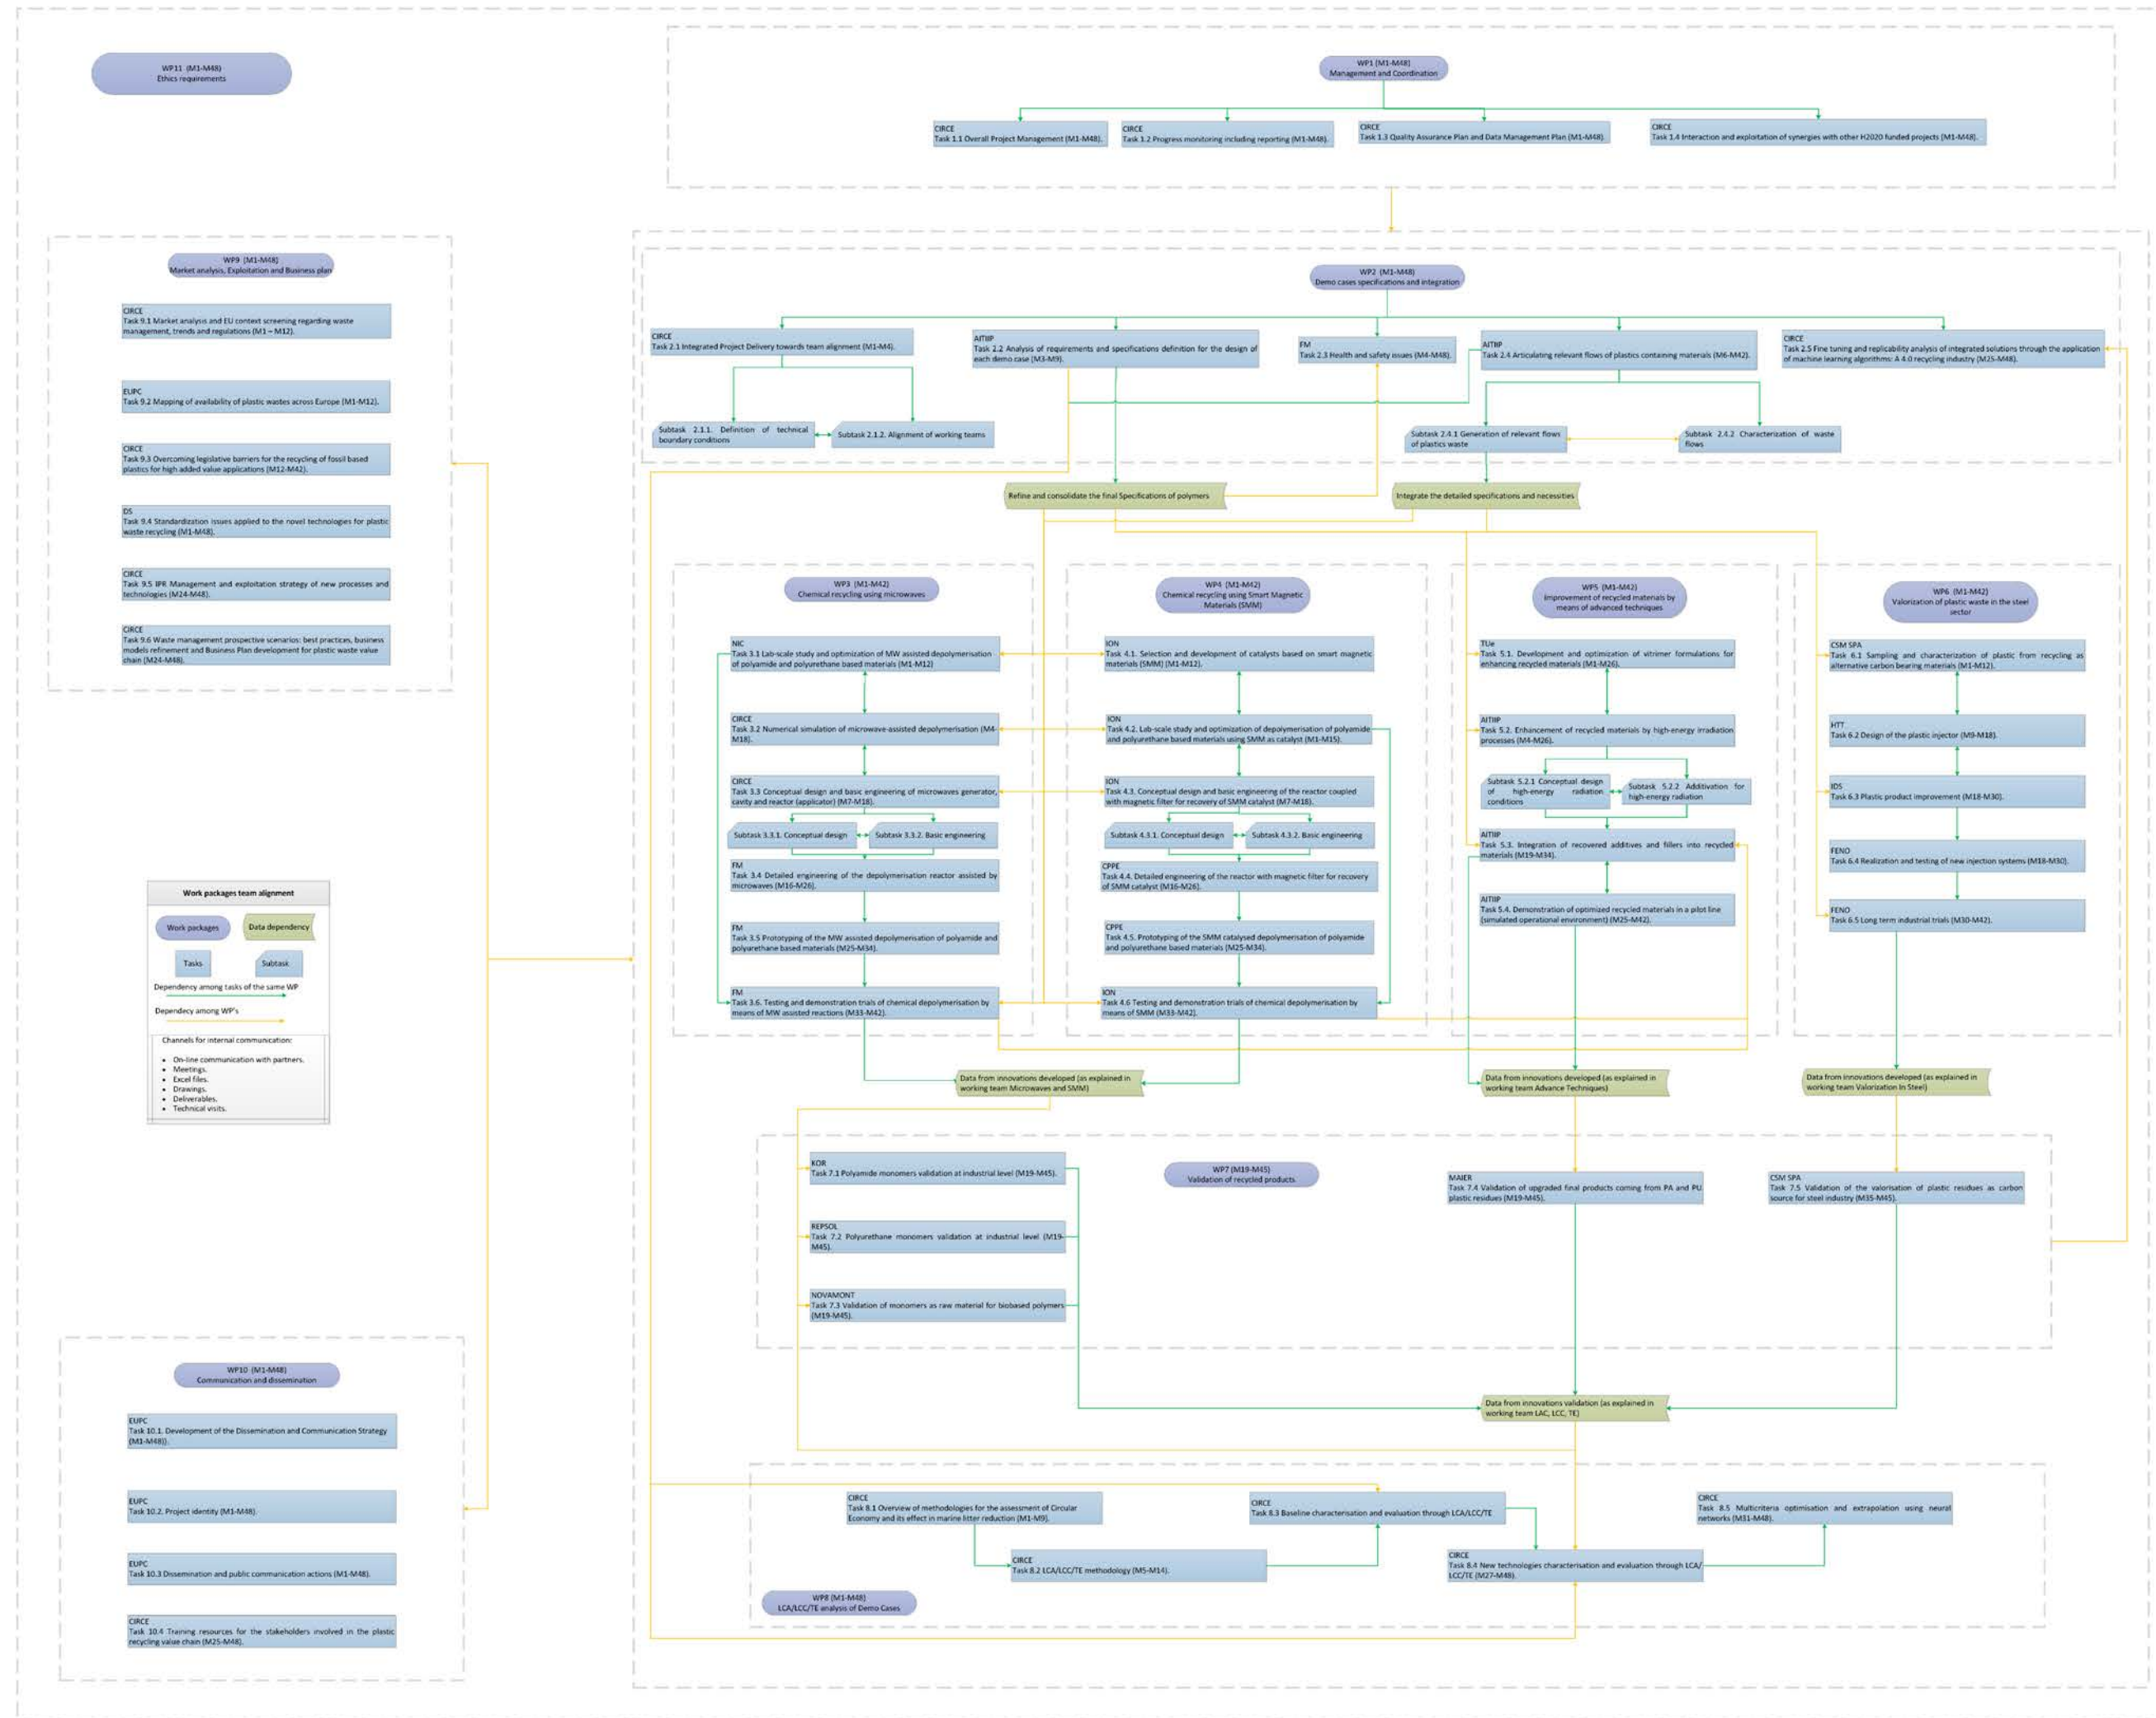 WP11 (M1-M48)
Ethics requirements
WP1 (M1-M48)
Management and Coordination
CIRCE
Task 1.1 Overall Project Management (M1-M48).
CIRCE
Task 1.2 Progress monitoring including reporting (M1-M48).
CIRCE
Task 1.3 Quality Assurance Plan and Data Management Plan (M1-M48).
CIRCE
Task 1.4 Interaction and exploitation of synergies with other H2020 funded projects (M1-M48).
WP9 (M1-M48)
Market analysis, Exploitation and Business plan
CIRCE
Task 9.1 Market analysis and EU context screening regarding waste
management, trends and regulations (M1 – M12).
EUPC
Task 9.2 Mapping of availability of plastic wastes across Europe (M1-M12).
CIRCE
Task 9.3 Overcoming legislative barriers for the recycling of fossil based
plastics for high added value applications (M12-M42).
DS
Task 9.4 Standardization issues applied to the novel technologies for plastic
waste recycling (M1-M48).
CIRCE
Task 9.5 IPR Management and exploitation strategy of new processes and
technologies (M24-M48).
CIRCE
Task 9.6 Waste management prospective scenarios: best practices, business
models refinement and Business Plan development for plastic waste value
chain (M24-M48).
WP2 (M1-M48)
Demo cases specifications and integration
CIRCE
Task 2.1 Integrated Project Delivery towards team alignment (M1-M4).
AITIIP
Task 2.2 Analysis of requirements and specifications definition for the design of
each demo case (M3-M9).
FM
Task 2.3 Health and safety issues (M4-M48).
AITIIP
Task 2.4 Articulating relevant flows of plastics containing materials (M6-M42).
CIRCE
Task 2.5 Fine tuning and replicability analysis of integrated solutions through the application
of machine learning algorithms: A 4.0 recycling industry (M25-M48).
Subtask 2.1.1. Definition of technical
boundary conditions
Subtask 2.1.2. Alignment of working teams
Subtask 2.4.1 Generation of relevant flows
of plastics waste
Subtask 2.4.2 Characterization of waste
flows
Refine and consolidate the final Specifications of polymers
Integrate the detailed specifications and necessities
WP3 (M1-M42)
Chemical recycling using microwaves
NIC
Task 3.1 Lab-scale study and optimization of MW assisted depolymerisation
of polyamide and polyurethane based materials (M1-M12)
CIRCE
Task 3.2 Numerical simulation of microwave-assisted depolymerisation (M4-
M18).
CIRCE
Task 3.3 Conceptual design and basic engineering of microwaves generator,
cavity and reactor (applicator) (M7-M18).
Subtask 3.3.1. Conceptual design
Subtask 3.3.2. Basic engineering
FM
Task 3.4 Detailed engineering of the depolymerisation reactor assisted by
microwaves (M16-M26).
FM
Task 3.5 Prototyping of the MW assisted depolymerisation of polyamide and
polyurethane based materials (M25-M34).
FM
Task 3.6. Testing and demonstration trials of chemical depolymerisation by
means of MW assisted reactions (M33-M42).
WP4 (M1-M42)
Chemical recycling using Smart Magnetic
Materials (SMM)
ION
Task 4.1. Selection and development of catalysts based on smart magnetic
materials (SMM) (M1-M12).
ION
Task 4.2. Lab-scale study and optimization of depolymerisation of polyamide
and polyurethane based materials using SMM as catalyst (M1-M15).
ION
Task 4.3. Conceptual design and basic engineering of the reactor coupled
with magnetic filter for recovery of SMM catalyst (M7-M18).
Subtask 4.3.1. Conceptual design
Subtask 4.3.2. Basic engineering
CPPE
Task 4.4. Detailed engineering of the reactor with magnetic filter for recovery
of SMM catalyst (M16-M26).
CPPE
Task 4.5. Prototyping of the SMM catalysed depolymerisation of polyamide
and polyurethane based materials (M25-M34).
ION
Task 4.6 Testing and demonstration trials of chemical depolymerisation by
means of SMM (M33-M42).
WP5 (M1-M42)
Improvement of recycled materials by
means of advanced techniques
TUe
Task 5.1. Development and optimization of vitrimer formulations for
enhancing recycled materials (M1-M26).
AITIIP
Task 5.2. Enhancement of recycled materials by high-energy irradiation
processes (M4-M26).
Subtask 5.2.1 Conceptual design
of high-energy radiation
conditions
Subtask 5.2.2 Additivation for
high-energy radiation
AITIIP
Task 5.3. Integration of recovered additives and fillers into recycled
materials (M19-M34).
AITIIP
Task 5.4. Demonstration of optimized recycled materials in a pilot line
(simulated operational environment) (M25-M42).
WP6 (M1-M42)
Valorization of plastic waste in the steel
sector
CSM SPA
Task 6.1 Sampling and characterization of plastic from recycling as
alternative carbon bearing materials (M1-M12).
HTT
Task 6.2 Design of the plastic injector (M9-M18).
IDS
Task 6.3 Plastic product improvement (M18-M30).
FENO
Task 6.4 Realization and testing of new injection systems (M18-M30).
FENO
Task 6.5 Long term industrial trials (M30-M42).
Work packages team alignment
Work packages
Data dependency
Tasks
Subtask
Dependency among tasks of the same WP
Dependecy among WP's
Channels for internal communication:
• On-line communication with partners.
• Meetings.
• Excel files.
• Drawings.
• Deliverables.
• Technical visits.
Data from innovations developed (as explained in
working team Microwaves and SMM)
Data from innovations developed (as explained in
working team Advance Techniques)
Data from innovations developed (as explained in
working team Valorization In Steel)
WP7 (M19-M45)
Validation of recycled products
KOR
Task 7.1 Polyamide monomers validation at industrial level (M19-M45).
REPSOL
Task 7.2 Polyurethane monomers validation at industrial level (M19-
M45).
NOVAMONT
Task 7.3 Validation of monomers as raw material for biobased polymers
(M19-M45).
MAIER
Task 7.4 Validation of upgraded final products coming from PA and PU
plastic residues (M19-M45).
CSM SPA
Task 7.5 Validation of the valorisation of plastic residues as carbon
source for steel industry (M35-M45).
Data from innovations validation (as explained in
working team LAC, LCC, TE)
WP10 (M1-M48)
Communication and dissemination
EUPC
Task 10.1. Development of the Dissemination and Communication Strategy
(M1-M48)).
EUPC
Task 10.2. Project identity (M1-M48).
EUPC
Task 10.3 Dissemination and public communication actions (M1-M48).
CIRCE
Task 10.4 Training resources for the stakeholders involved in the plastic
recycling value chain (M25-M48).
CIRCE
Task 8.1 Overview of methodologies for the assessment of Circular
Economy and its effect in marine litter reduction (M1-M9).
CIRCE
Task 8.2 LCA/LCC/TE methodology (M5-M14).
CIRCE
Task 8.3 Baseline characterisation and evaluation through LCA/LCC/TE
CIRCE
Task 8.4 New technologies characterisation and evaluation through LCA/
LCC/TE (M27-M48).
CIRCE
Task 8.5 Multicriteria optimisation and extrapolation using neural
networks (M31-M48).
WP8 (M1-M48)
LCA/LCC/TE analysis of Demo Cases